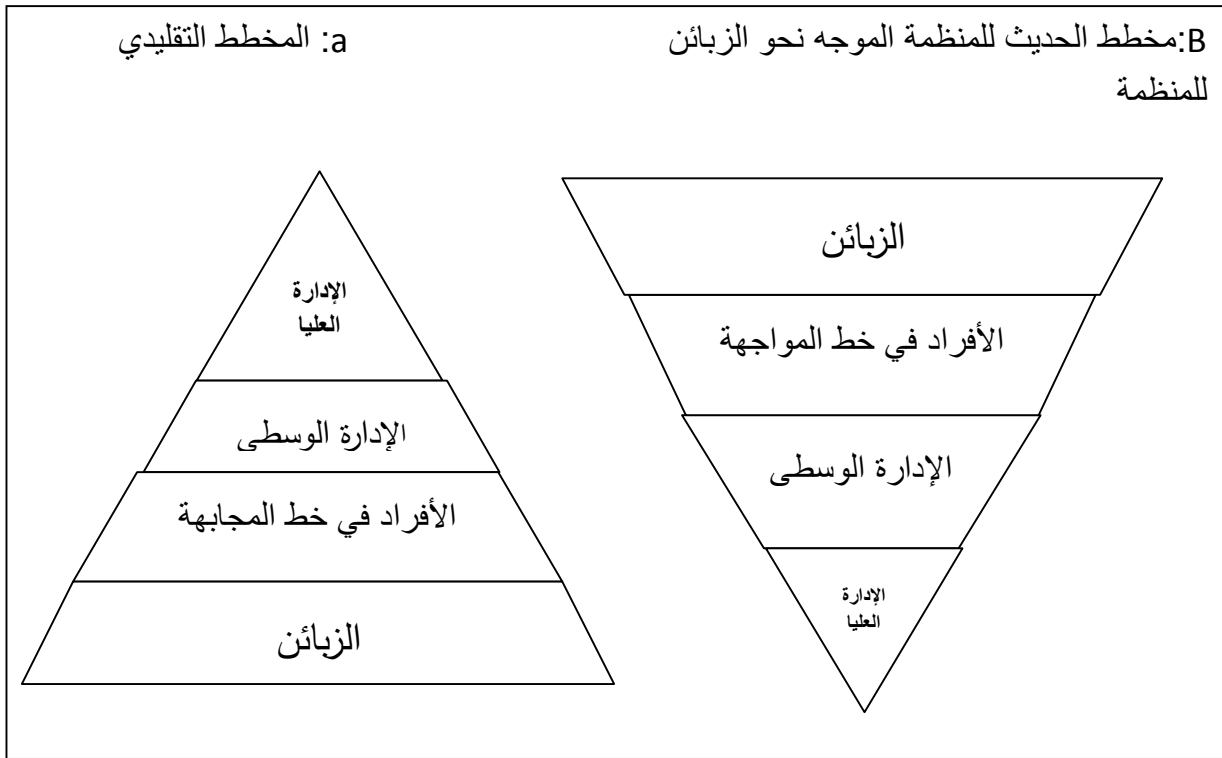 B:مخطط الحديث للمنظمة الموجه نحو الزبائن
a: المخطط التقليدي
للمنظمة
الزبائن
الأفراد في خط المواجهة
الإدارة الوسطى
الإدارة
العليا
الإدارة
العليا
الإدارة الوسطى
الأفراد في خط المجابهة
الزبائن